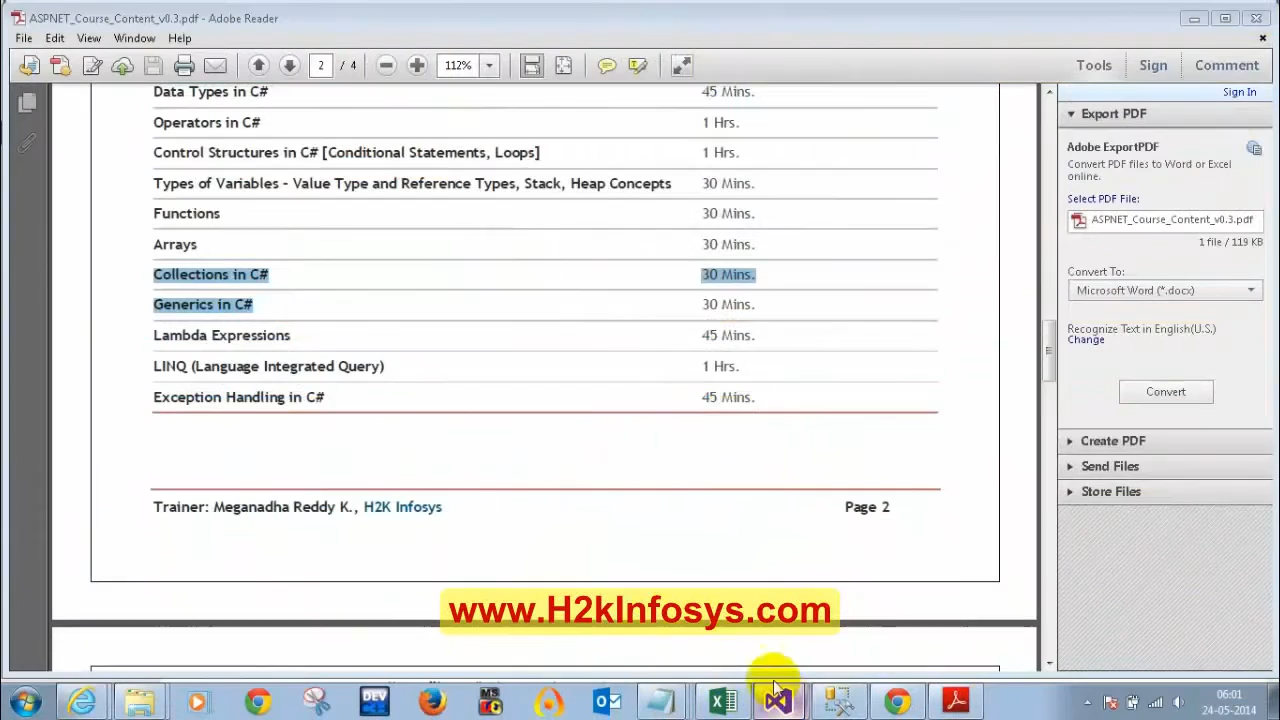 ASPNET_Course_Content_v0.3.pdf - Adobe Reader
File Edit View Window Help
2 / 4 112% Tools Sign Comment
Sign In
Data Types in C# 45 Mins.
Operators in C# 1 Hrs.
Control Structures in C# [Conditional Statements, Loops] 1 Hrs.
Types of Variables - Value Type and Reference Types, Stack, Heap Concepts 30 Mins.
Functions 30 Mins.
Arrays 30 Mins.
Collections in C# 30 Mins.
Generics in C# 30 Mins.
Lambda Expressions 45 Mins.
LINQ (Language Integrated Query) 1 Hrs.
Exception Handling in C# 45 Mins.
Trainer: Meganadha Reddy K., H2K Infosys Page 2
Export PDF
Adobe ExportPDF
Convert PDF files to Word or Excel
online.
Select PDF File:
ASPNET_Course_Content_v0.3.pdf
1 file / 119 KB
Convert To:
Microsoft Word (*.docx)
Recognize Text in English(U.S.)
Change
Convert
Create PDF
Send Files
Store Files
www.H2kInfosys.com
DEV
MS
06:01
24-05-2014